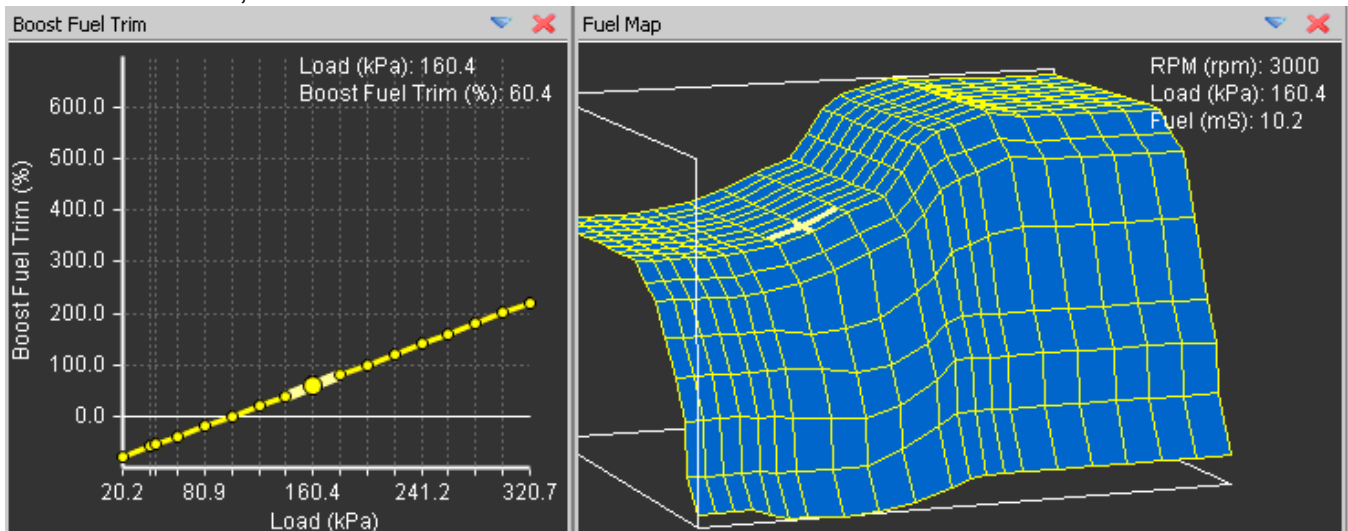 Boost Fuel Trim
Load (kPa): 160.4
Boost Fuel Trim (%): 60.4
600.0
500.0
400.0
300.0
200.0
100.0
0.0
Boost Fuel Trim (%)
20.2 80.9 160.4 241.2 320.7
Load (kPa)
Fuel Map
RPM (rpm): 3000
Load (kPa): 160.4
Fuel (mS): 10.2